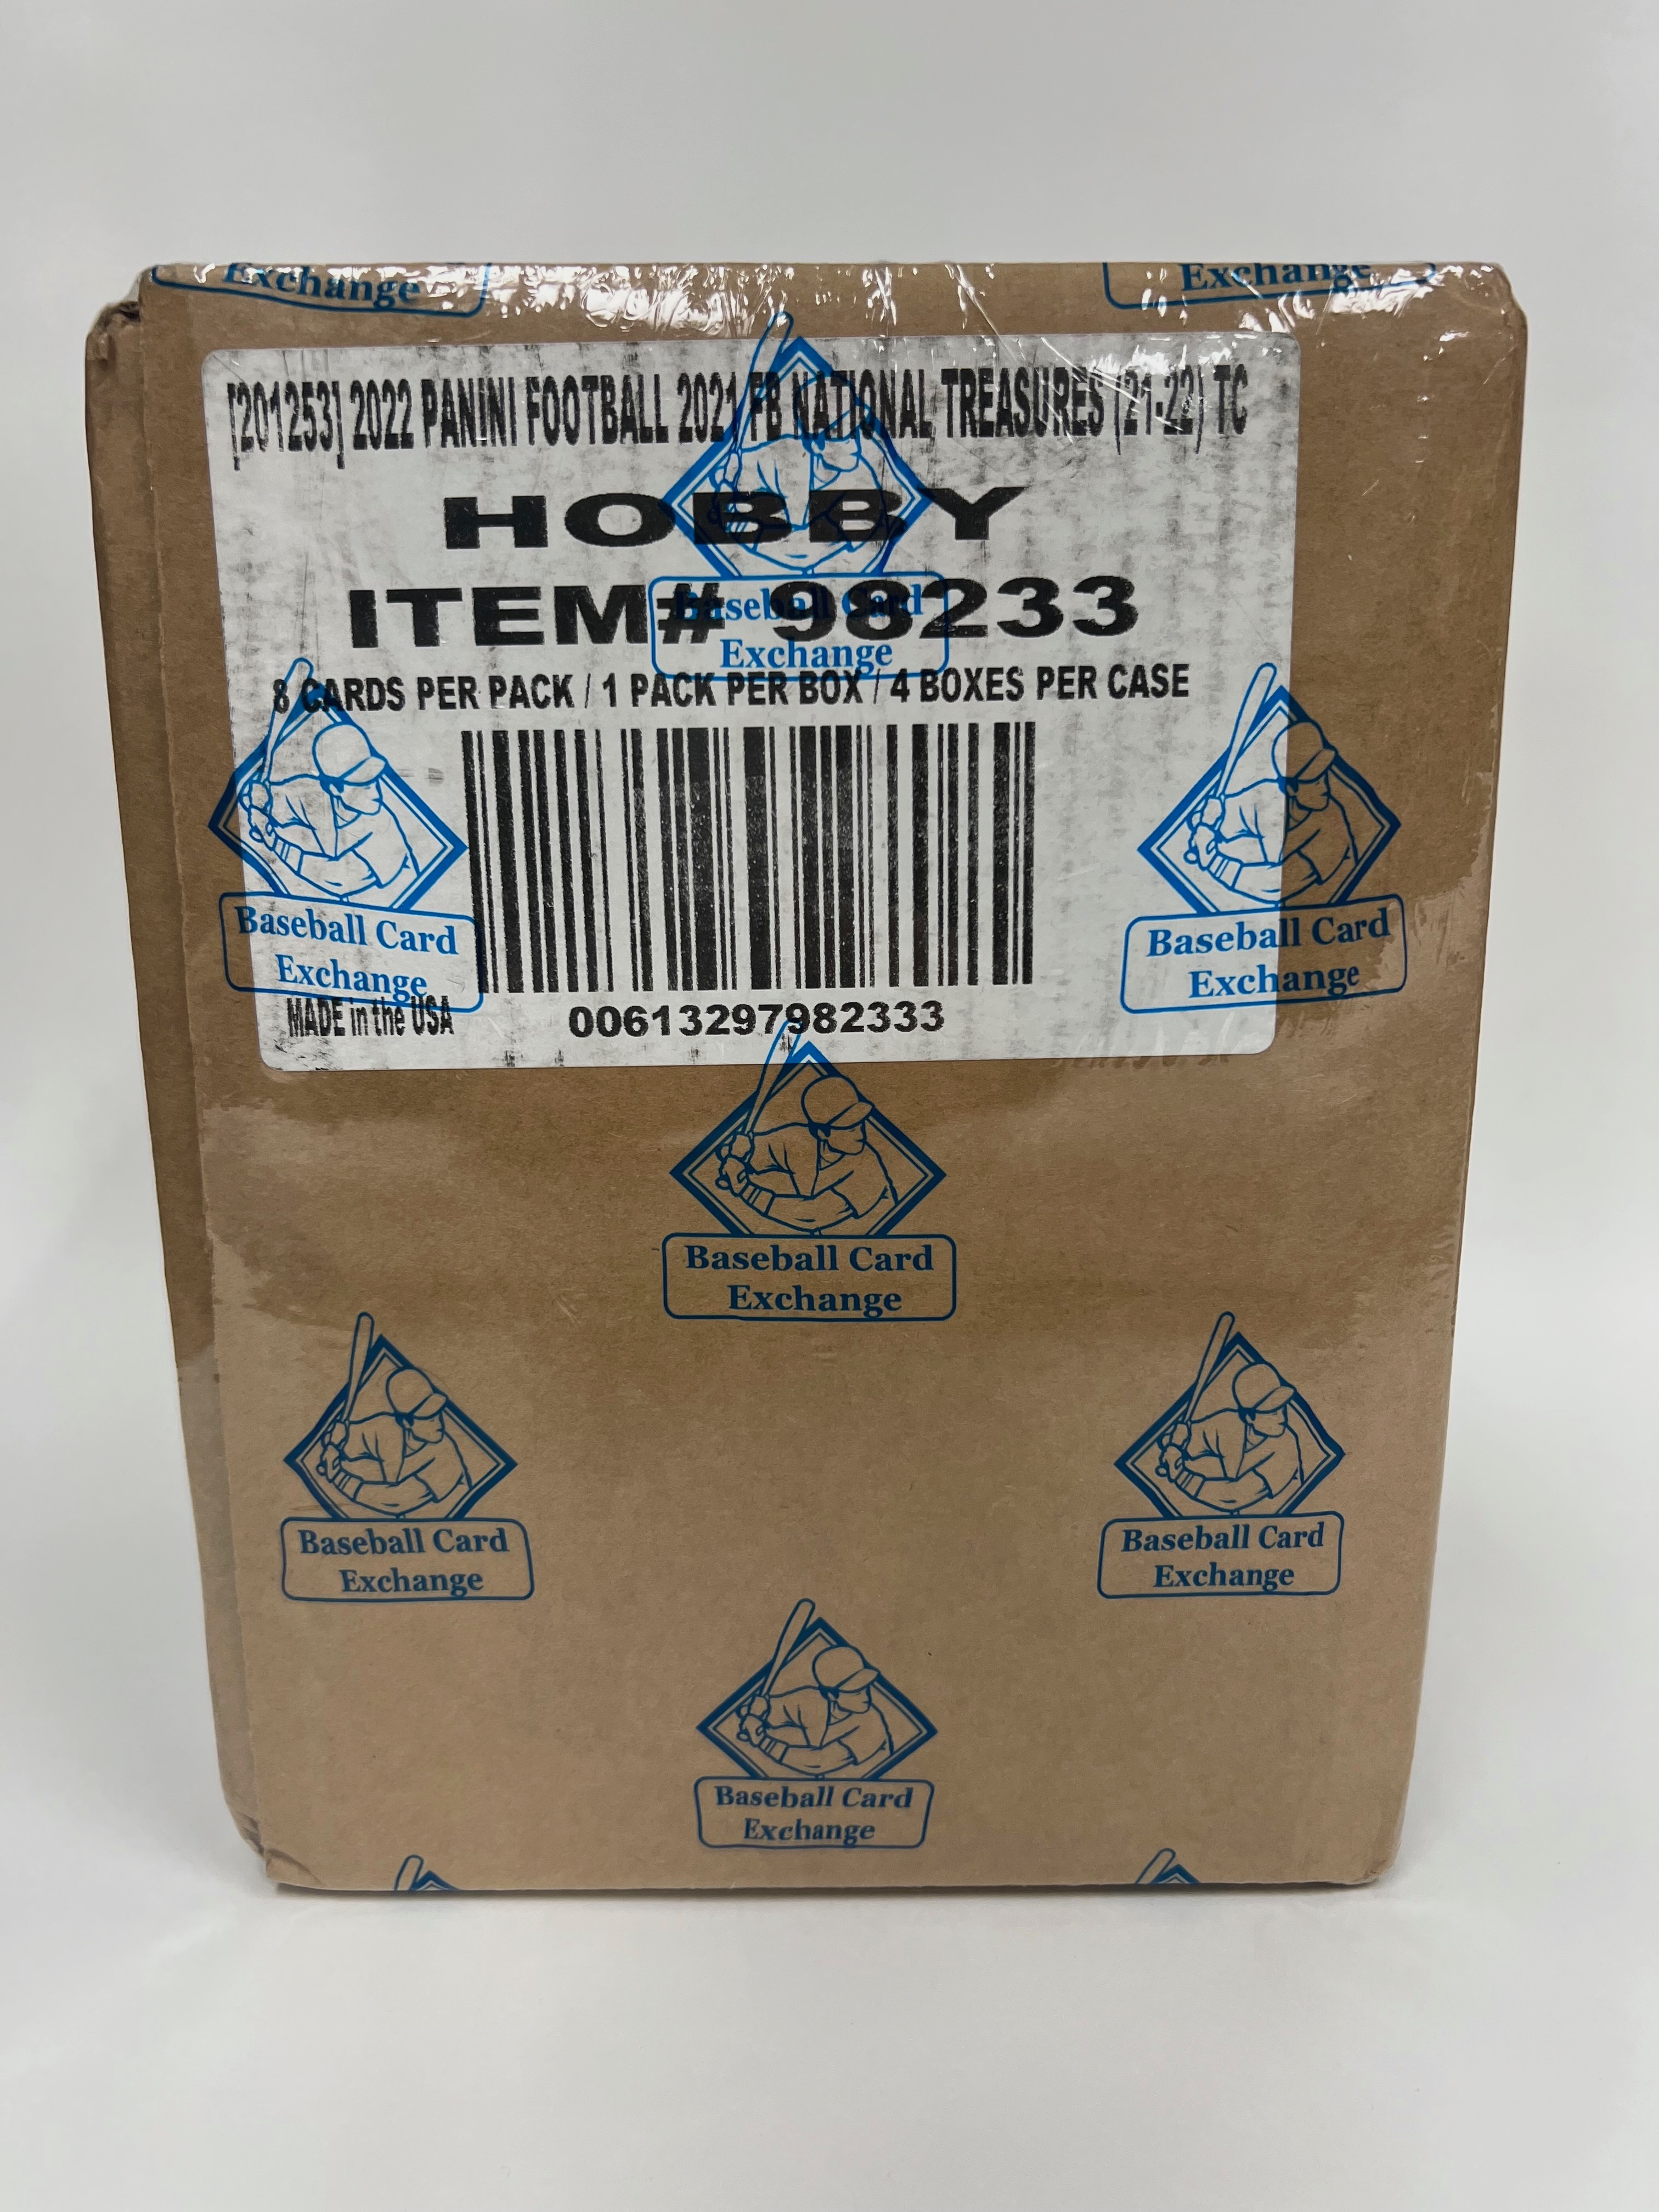 Exchange
Exchange
[201253] 2022 PANINI FOOTBALL 2021 FB NATIONAL TREASURES (21-22) TC
HOBBY
ITEM# 98233
Baseball Card
Exchange
8 CARDS PER PACK / 1 PACK PER BOX / 4 BOXES PER CASE
Baseball Card
Exchange
Baseball Card
Exchange
MADE in the USA
00613297982333
Baseball Card
Exchange
Baseball Card
Exchange
Baseball Card
Exchange
Baseball Card
Exchange